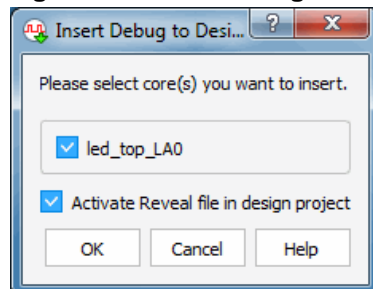 Insert Debug to Desi...
?
X
Please select core(s) you want to insert.
led_top_LA0
Activate Reveal file in design project
OK
Cancel
Help